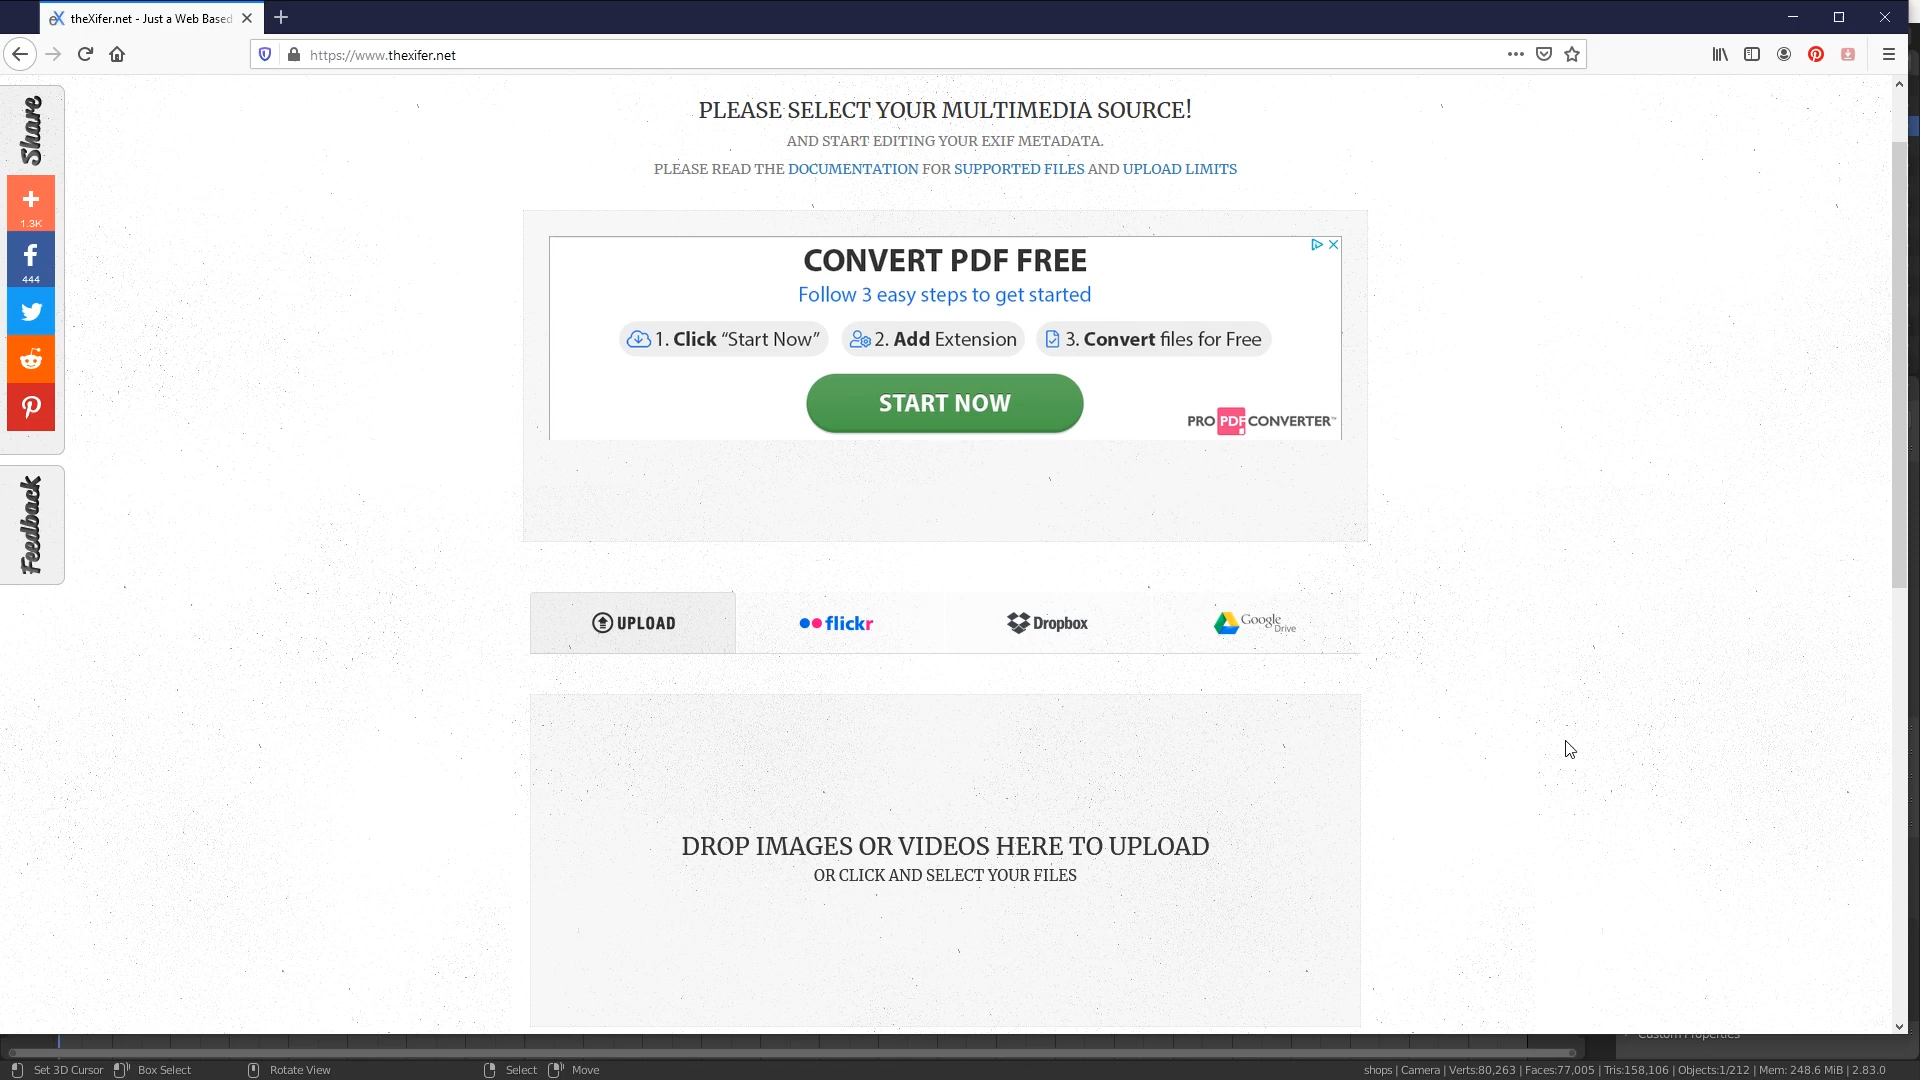 theXifer.net - Just a Web Based
https://www.thexifer.net
Share
1.3K
444
Feedback
PLEASE SELECT YOUR MULTIMEDIA SOURCE!
AND START EDITING YOUR EXIF METADATA.
PLEASE READ THE DOCUMENTATION FOR SUPPORTED FILES AND UPLOAD LIMITS
CONVERT PDF FREE
Follow 3 easy steps to get started
1. Click “Start Now” 2. Add Extension 3. Convert files for Free
START NOW
PRO PDF CONVERTER™
UPLOAD flickr Dropbox Google Drive
DROP IMAGES OR VIDEOS HERE TO UPLOAD
OR CLICK AND SELECT YOUR FILES
Custom Properties
Set 3D Cursor Box Select Rotate View Select Move shops | Camera | Verts:80,263 | Faces:77,005 | Tris:158,106 | Objects:1/212 | Mem: 248.6 MiB | 2.83.0